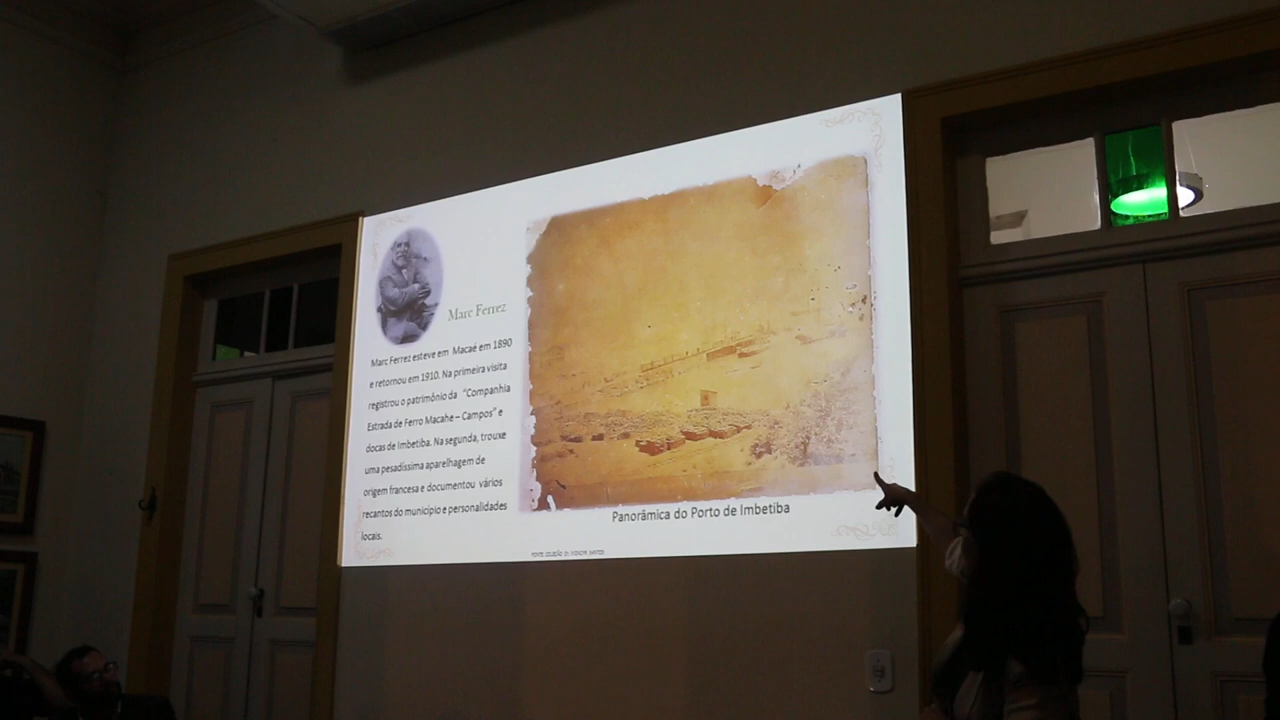 Marc Ferrez
Marc Ferrez esteve em Macaé em 1890
e retornou em 1910. Na primeira visita
registrou o patrimônio da "Companhia
Estrada de Ferro Macahe – Campos" e
docas de Imbetiba. Na segunda, trouxe
uma pesadíssima aparelhagem de
origem francesa e documentou vários
recantos do município e personalidades
locais.
Panorâmica do Porto de Imbetiba